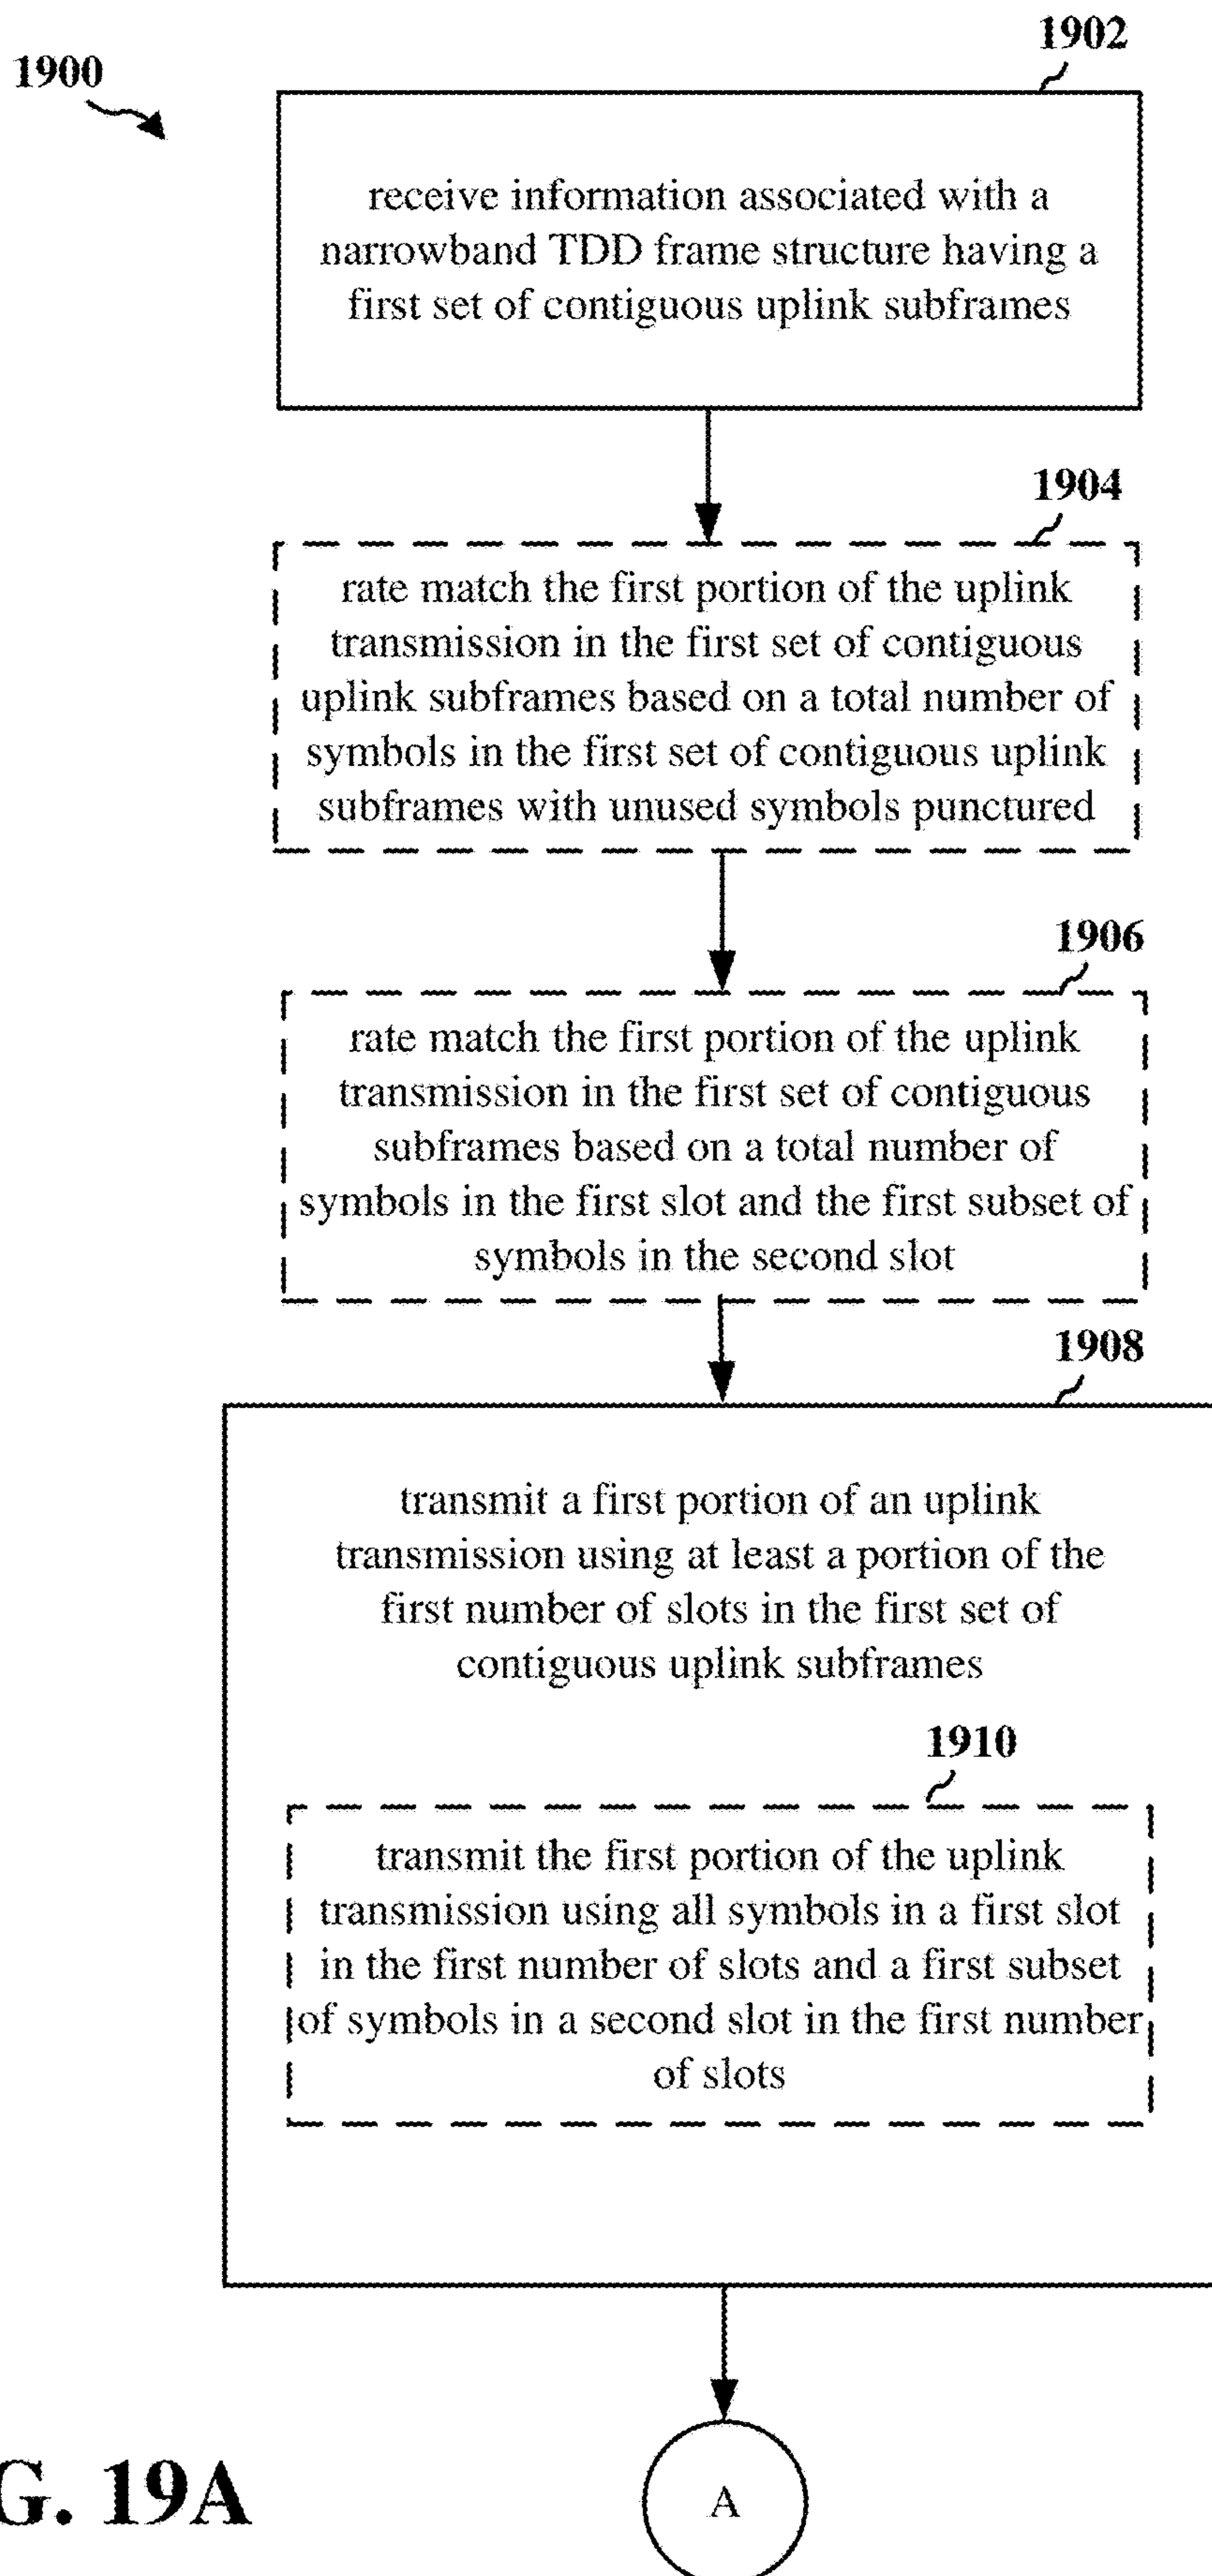 1900
1902
receive information associated with a
narrowband TDD frame structure having a
first set of contiguous uplink subframes
1904
rate match the first portion of the uplink
transmission in the first set of contiguous
uplink subframes based on a total number of
symbols in the first set of contiguous uplink
subframes with unused symbols punctured
1906
rate match the first portion of the uplink
transmission in the first set of contiguous
subframes based on a total number of
symbols in the first slot and the first subset of
symbols in the second slot
1908
transmit a first portion of an uplink
transmission using at least a portion of the
first number of slots in the first set of
contiguous uplink subframes
1910
transmit the first portion of the uplink
transmission using all symbols in a first slot
in the first number of slots and a first subset
of symbols in a second slot in the first number
of slots
A
G. 19A